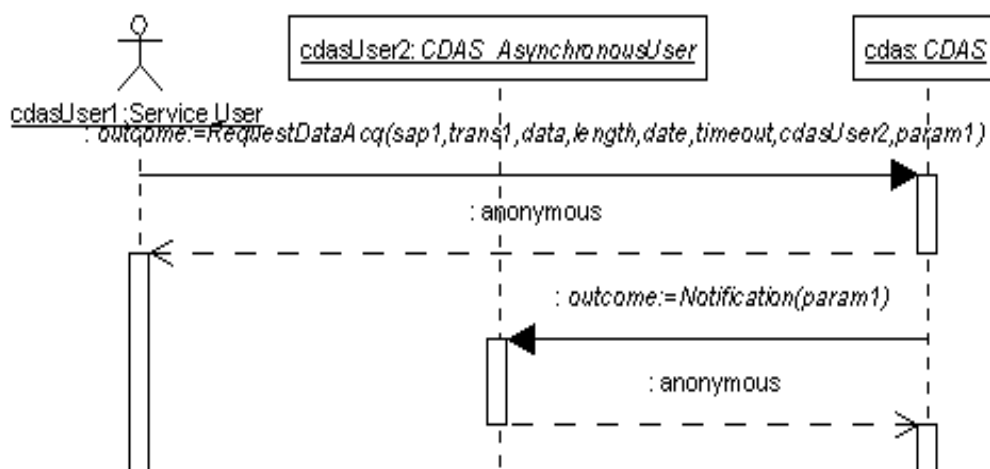 cdasUser2: CDAS_AsynchronousUser
cdas: CDAS
cdasUser1:Service User
: outcome:=RequestDataAcq(sap1,trans1,data,length,date,timeout,cdasUser2,param1)
: anonymous
: outcome:=Notification(param1)
: anonymous